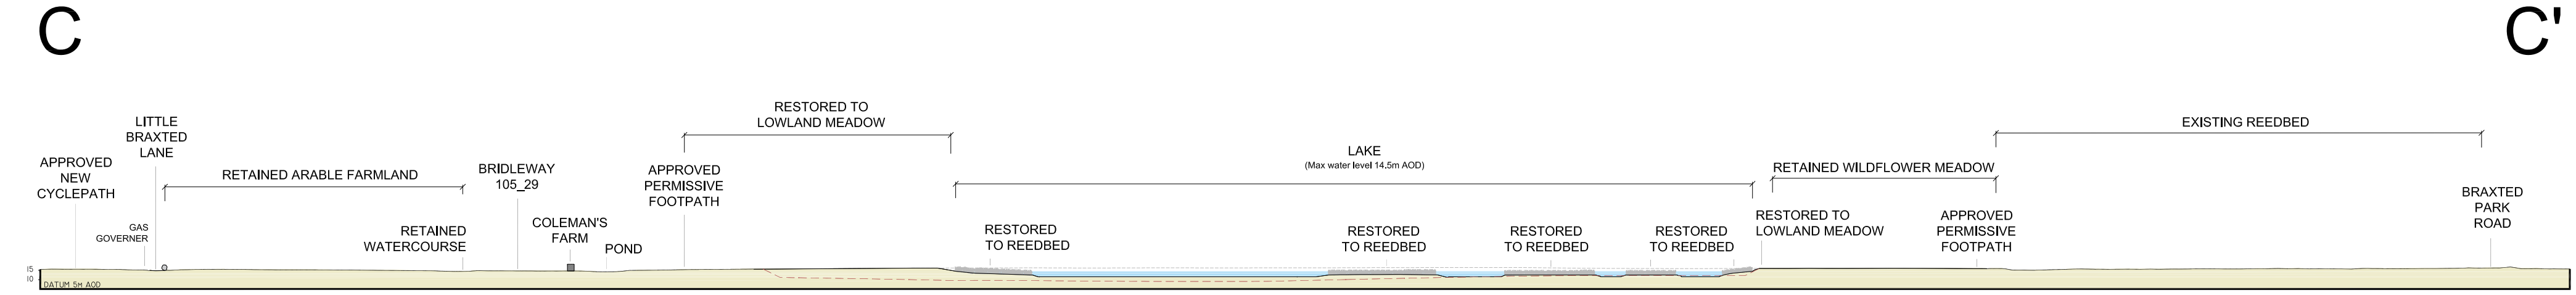 C
C'
APPROVED
NEW
CYCLEPATH
GAS
GOVERNER
LITTLE
BRAXTED
LANE
RETAINED ARABLE FARMLAND
RETAINED
WATERCOURSE
BRIDLEWAY
105_29
COLEMAN'S
FARM
POND
APPROVED
PERMISSIVE
FOOTPATH
RESTORED TO
LOWLAND MEADOW
LAKE
(Max water level 14.5m AOD)
RESTORED
TO REEDBED
RESTORED
TO REEDBED
RESTORED
TO REEDBED
RESTORED
TO REEDBED
RESTORED TO
LOWLAND MEADOW
RETAINED WILDFLOWER MEADOW
APPROVED
PERMISSIVE
FOOTPATH
EXISTING REEDBED
BRAXTED
PARK
ROAD
DATUM 5M AOD